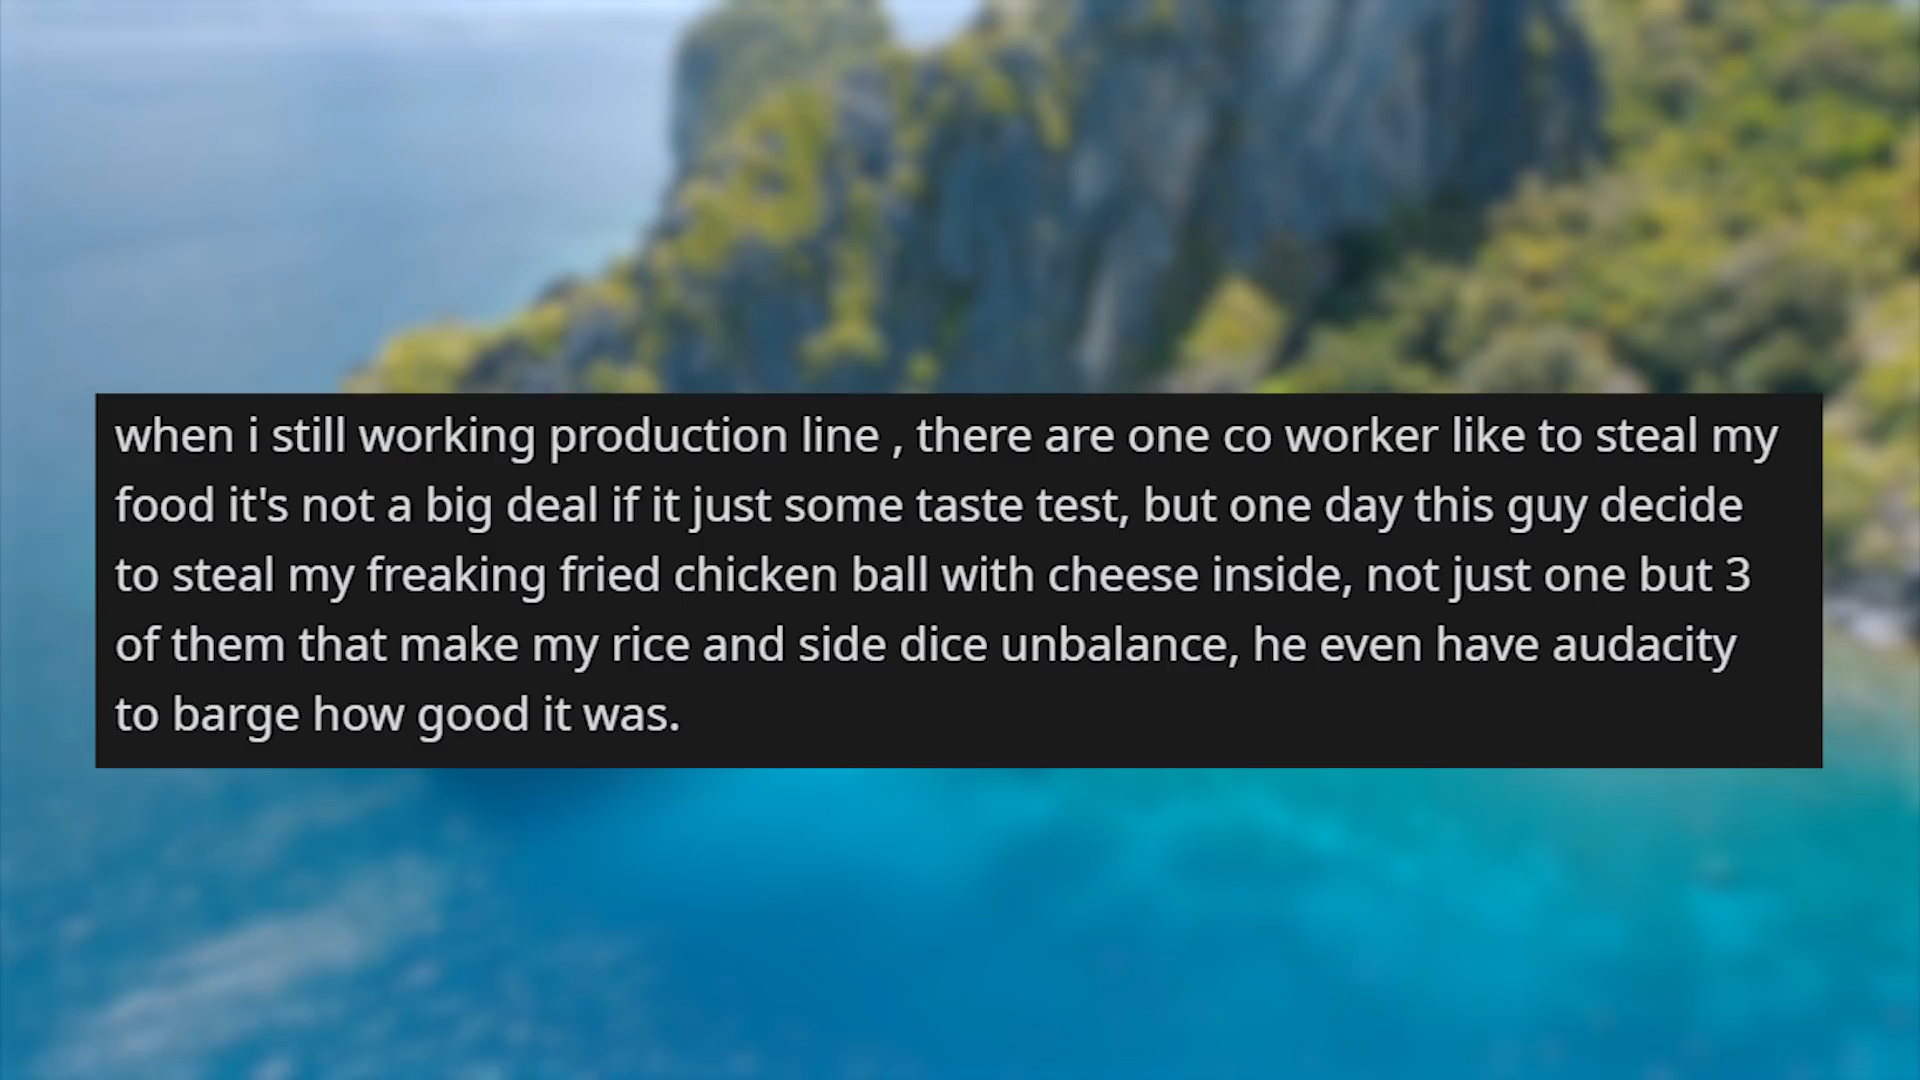 when i still working production line , there are one co worker like to steal my
food it's not a big deal if it just some taste test, but one day this guy decide
to steal my freaking fried chicken ball with cheese inside, not just one but 3
of them that make my rice and side dice unbalance, he even have audacity
to barge how good it was.